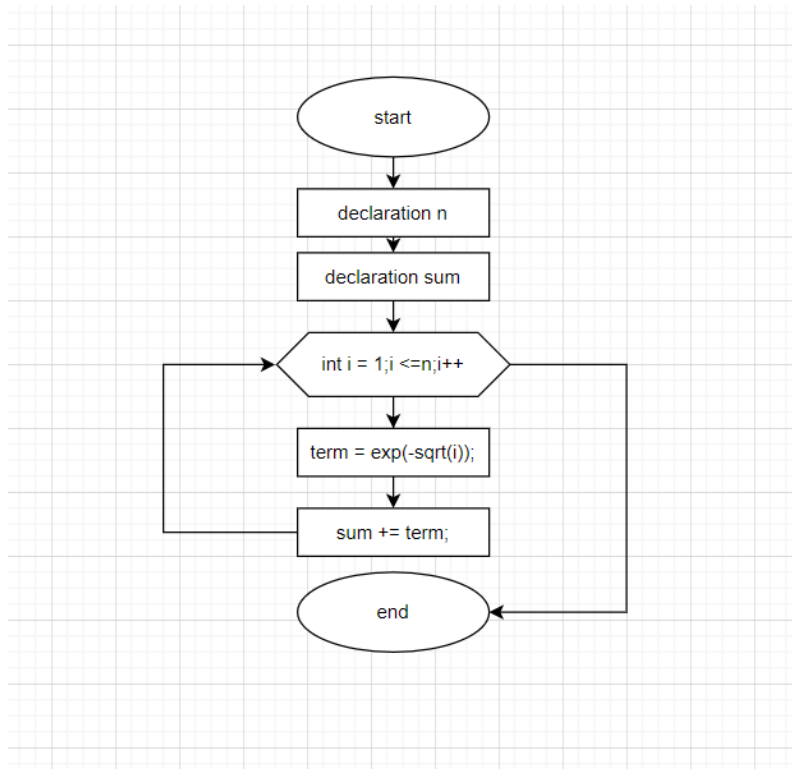 start
declaration n
declaration sum
int i = 1;i <=n;i++
term = exp(-sqrt(i));
sum += term;
end